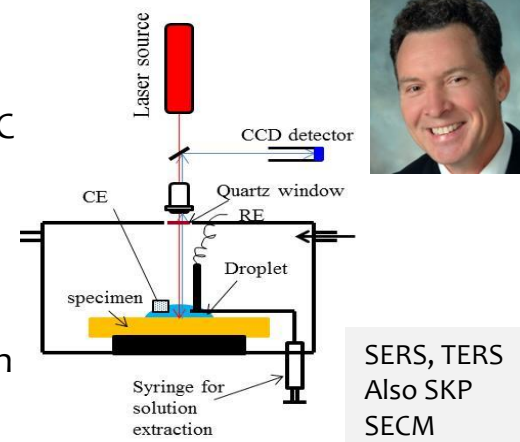 Laser source
C
CCD detector
CE
Quartz window
RE
Droplet
specimen
n
Syringe for
solution
extraction
SERS, TERS
Also SKP
SECM